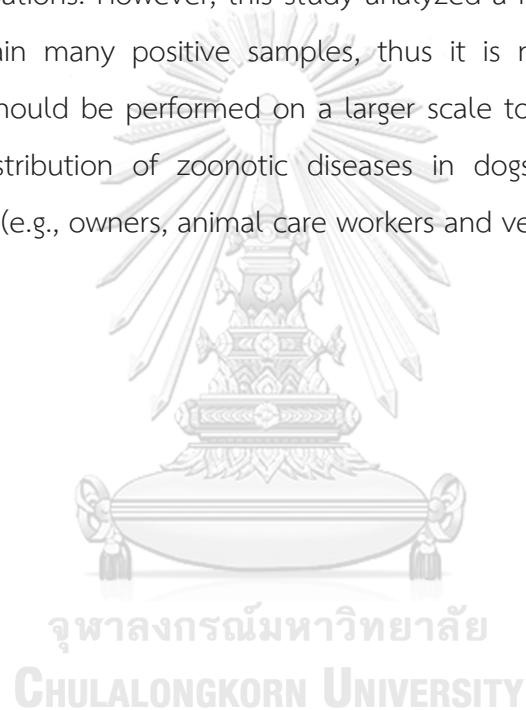 ations. However, this study analyzed a
ain many positive samples, thus it is
hould be performed on a larger scale to
stribution of zoonotic diseases in dogs
(e.g., owners, animal care workers and ve
จุฬาลงกรณ์มหาวิทยาลัย
CHULALONGKORN UNIVERSITY